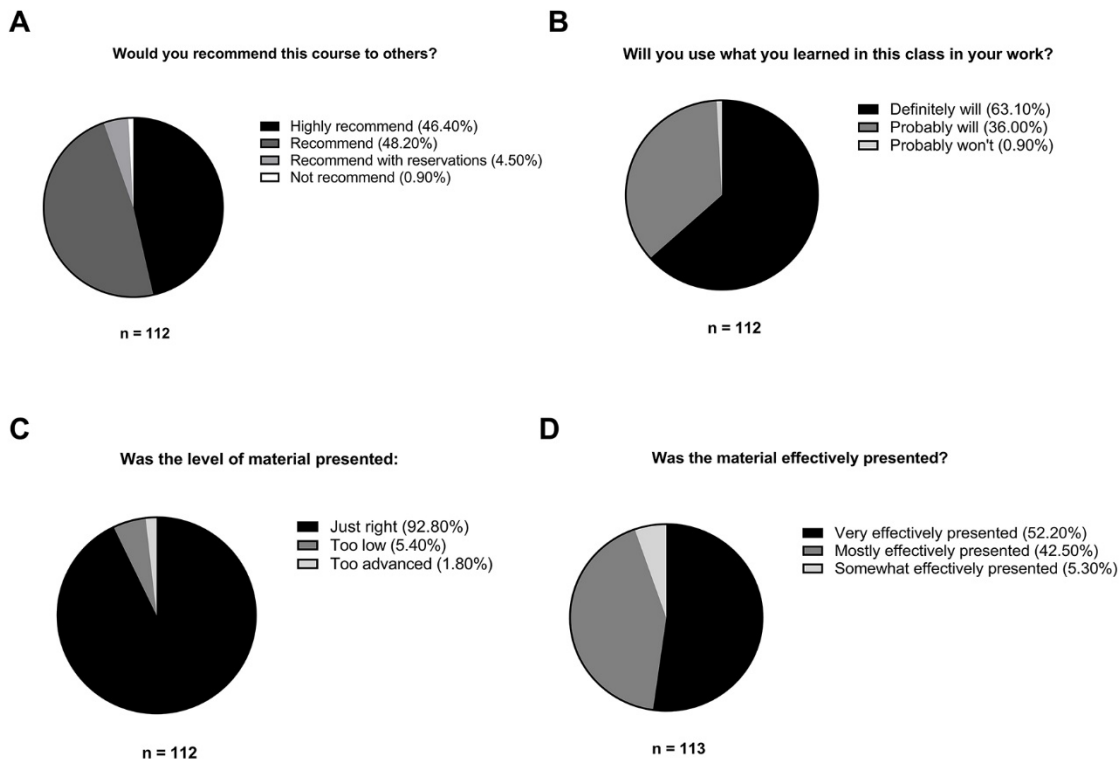 A
Would you recommend this course to others?
Highly recommend (46.40%)
Recommend (48.20%)
Recommend with reservations (4.50%)
Not recommend (0.90%)
n = 112
B
Will you use what you learned in this class in your work?
Definitely will (63.10%)
Probably will (36.00%)
Probably won't (0.90%)
n = 112
C
Was the level of material presented:
Just right (92.80%)
Too low (5.40%)
Too advanced (1.80%)
n = 112
D
Was the material effectively presented?
Very effectively presented (52.20%)
Mostly effectively presented (42.50%)
Somewhat effectively presented (5.30%)
n = 113